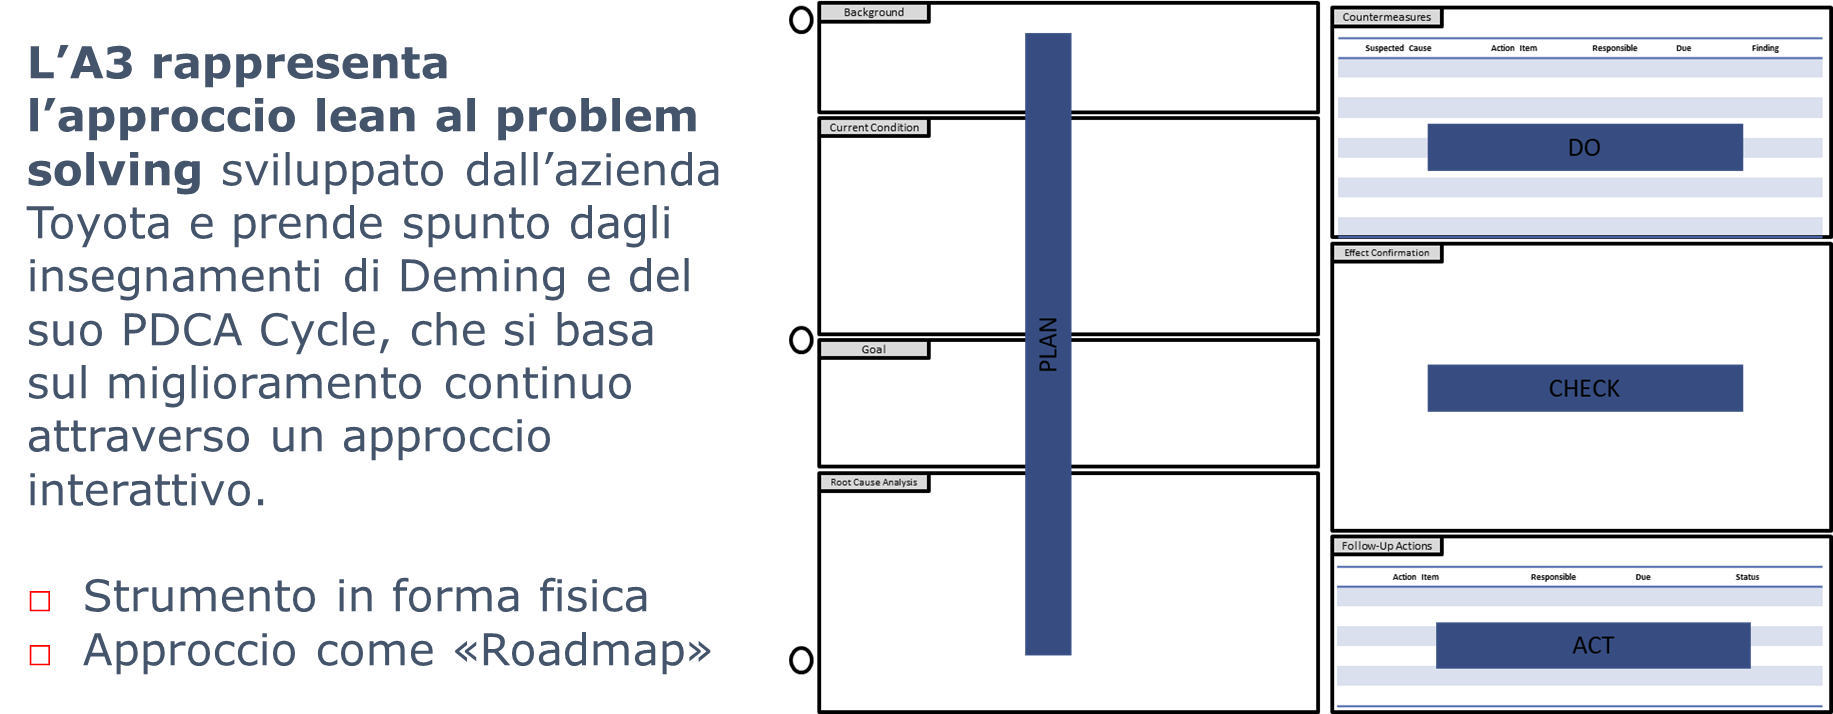 L’A3 rappresenta
l’approccio lean al problem
solving sviluppato dall’azienda
Toyota e prende spunto dagli
insegnamenti di Deming e del
suo PDCA Cycle, che si basa
sul miglioramento continuo
attraverso un approccio
interattivo.
Strumento in forma fisica
Approccio come «Roadmap»
Background
Current Condition
Goal
Root Cause Analysis
PLAN
Countermeasures
Suspected Cause Action Item Responsible Due Finding
DO
Effect Confirmation
CHECK
Follow-Up Actions
Action Item Responsible Due Status
ACT